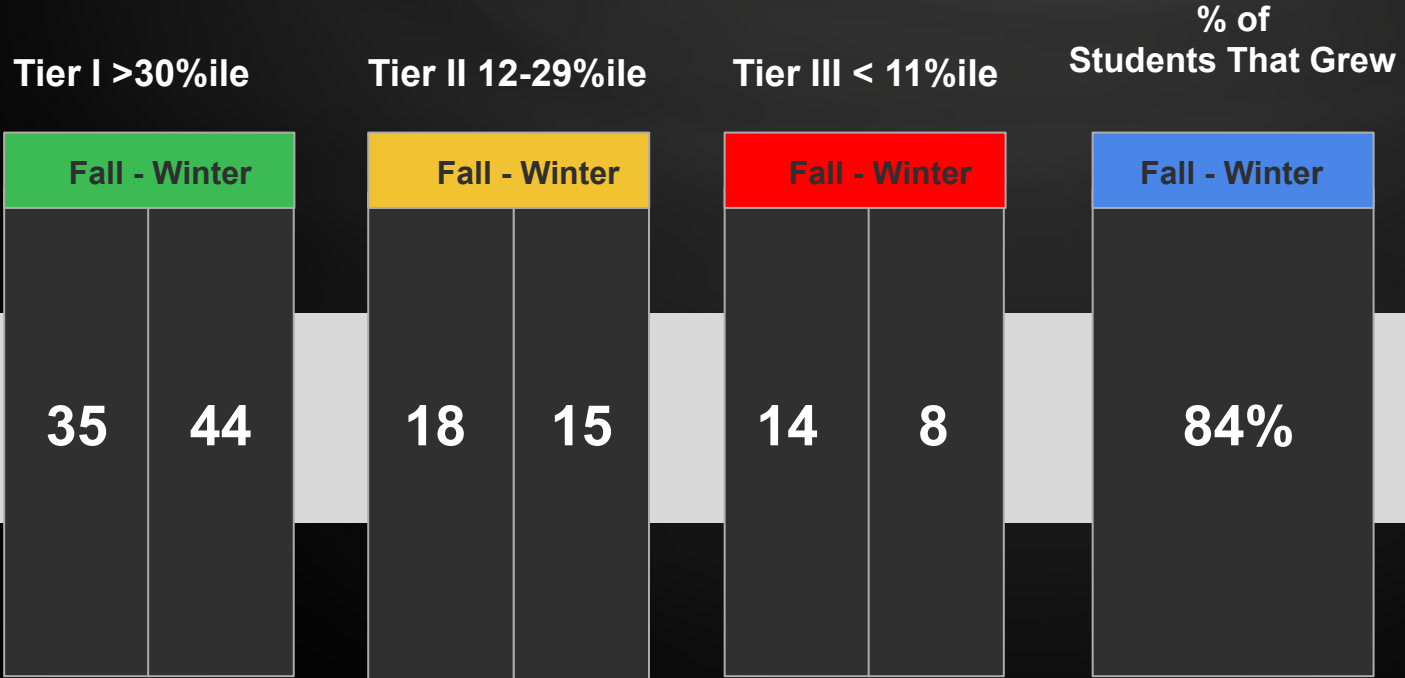 % of
Students That Grew
Tier I >30%ile
Tier II 12-29%ile
Tier III < 11%ile
Fall - Winter
Fall - Winter
Fall - Winter
Fall - Winter
35
44
18
15
14
8
84%